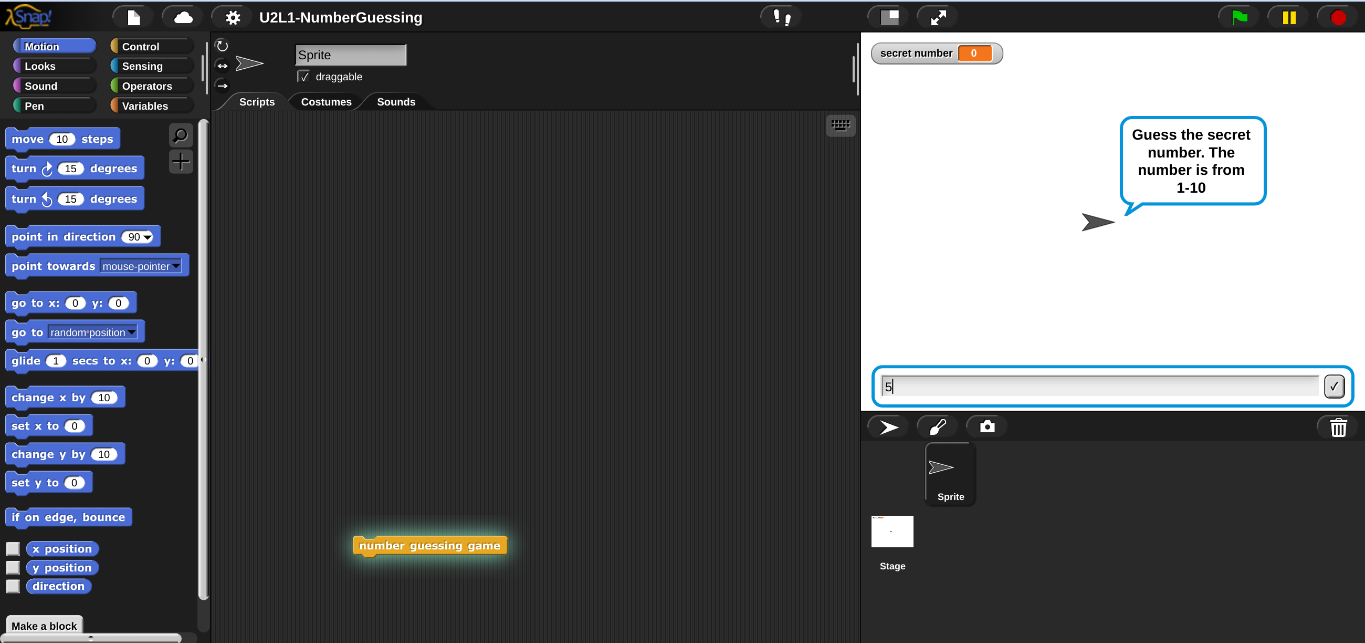 Snap!
U2L1-NumberGuessing
Motion
Control
Looks
Sensing
Sound
Operators
Pen
Variables
move 10 steps
turn 15 degrees
turn 15 degrees
point in direction 90
point towards mouse-pointer
go to x: 0 y: 0
go to random position
glide 1 secs to x: 0 y: 0
change x by 10
set x to 0
change y by 10
set y to 0
if on edge, bounce
x position
y position
direction
Make a block
Sprite
draggable
Scripts
Costumes
Sounds
number guessing game
secret number 0
Guess the secret
number. The
number is from
1-10
5
Sprite
Stage